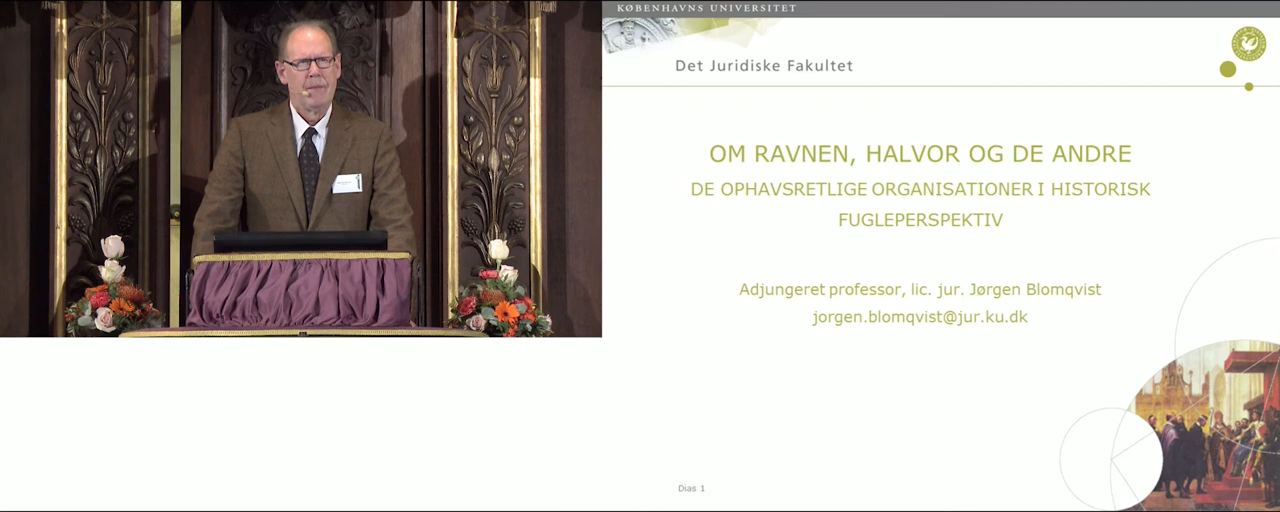 KØBENHAVNS UNIVERSITET
Det Juridiske Fakultet
OM RAVNEN, HALVOR OG DE ANDRE
DE OPHAVSRETLIGE ORGANISATIONER I HISTORISK
FUGLEPERSPEKTIV
Adjungeret professor, lic. jur. Jørgen Blomqvist
jorgen.blomqvist@jur.ku.dk
Dias 1